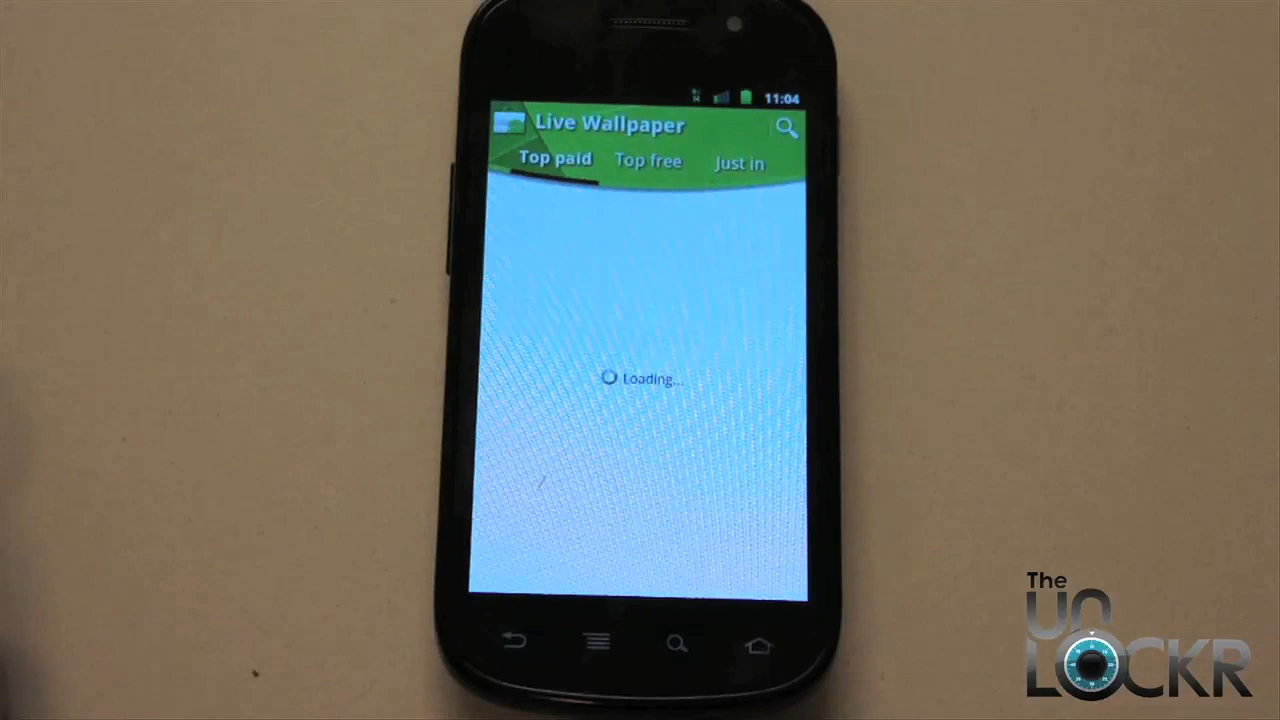 11:04
Live Wallpaper
Top paid Top free Just in
Loading...
The
UnLOCKR